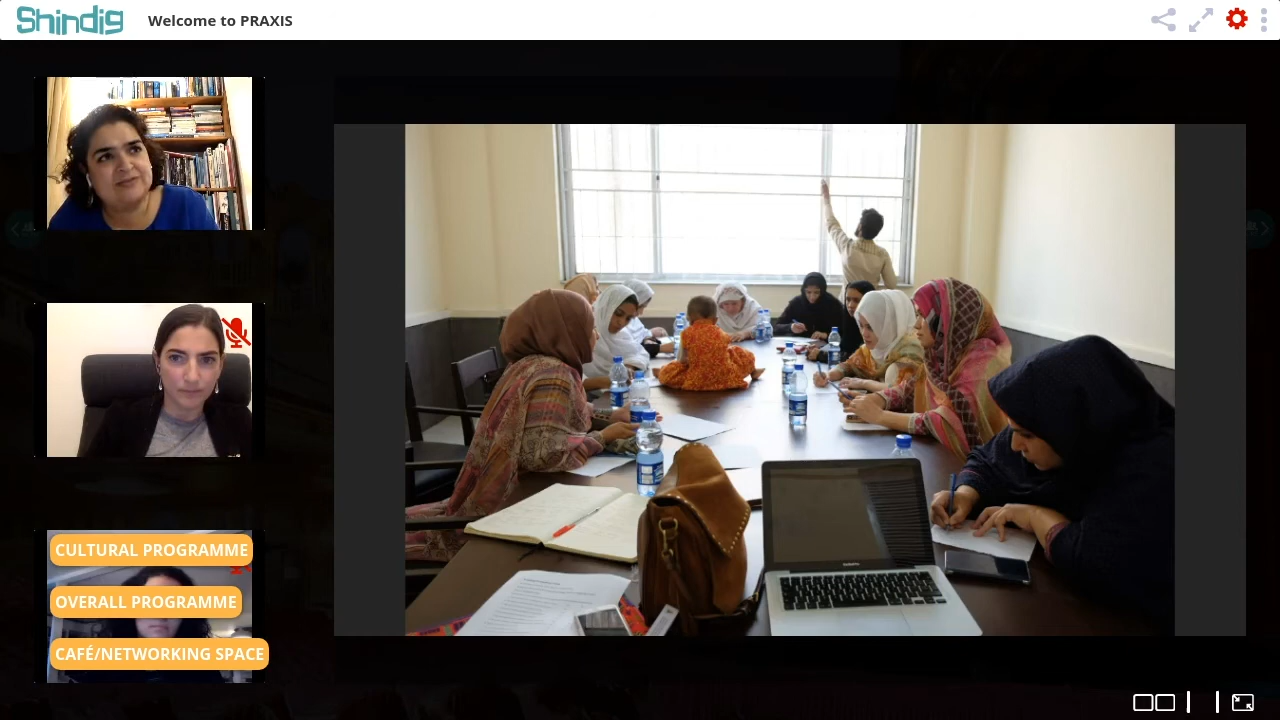 Shindig
Welcome to PRAXIS
CULTURAL PROGRAMME
OVERALL PROGRAMME
CAFÉ/NETWORKING SPACE